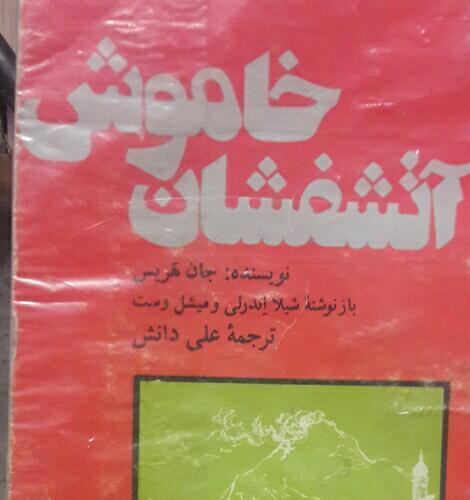 خاموش
آتشفشان
نویسنده: جان هریس
بازنوشتهٔ شیلا اِندرلی و میشل وست
ترجمهٔ علی دانش